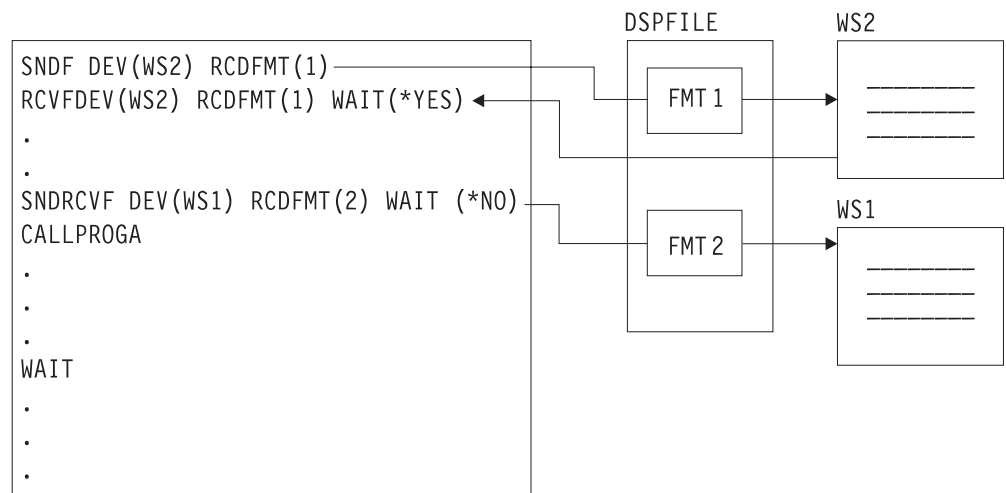 DSPFILE
WS2
SNDF DEV(WS2) RCDFMT(1)
RCVFDEV(WS2) RCDFMT(1) WAIT(*YES)
.
.
SNDRCVF DEV(WS1) RCDFMT(2) WAIT (*NO)
CALLPROGA
.
.
.
WAIT
.
.
.
FMT 1
FMT 2
WS1